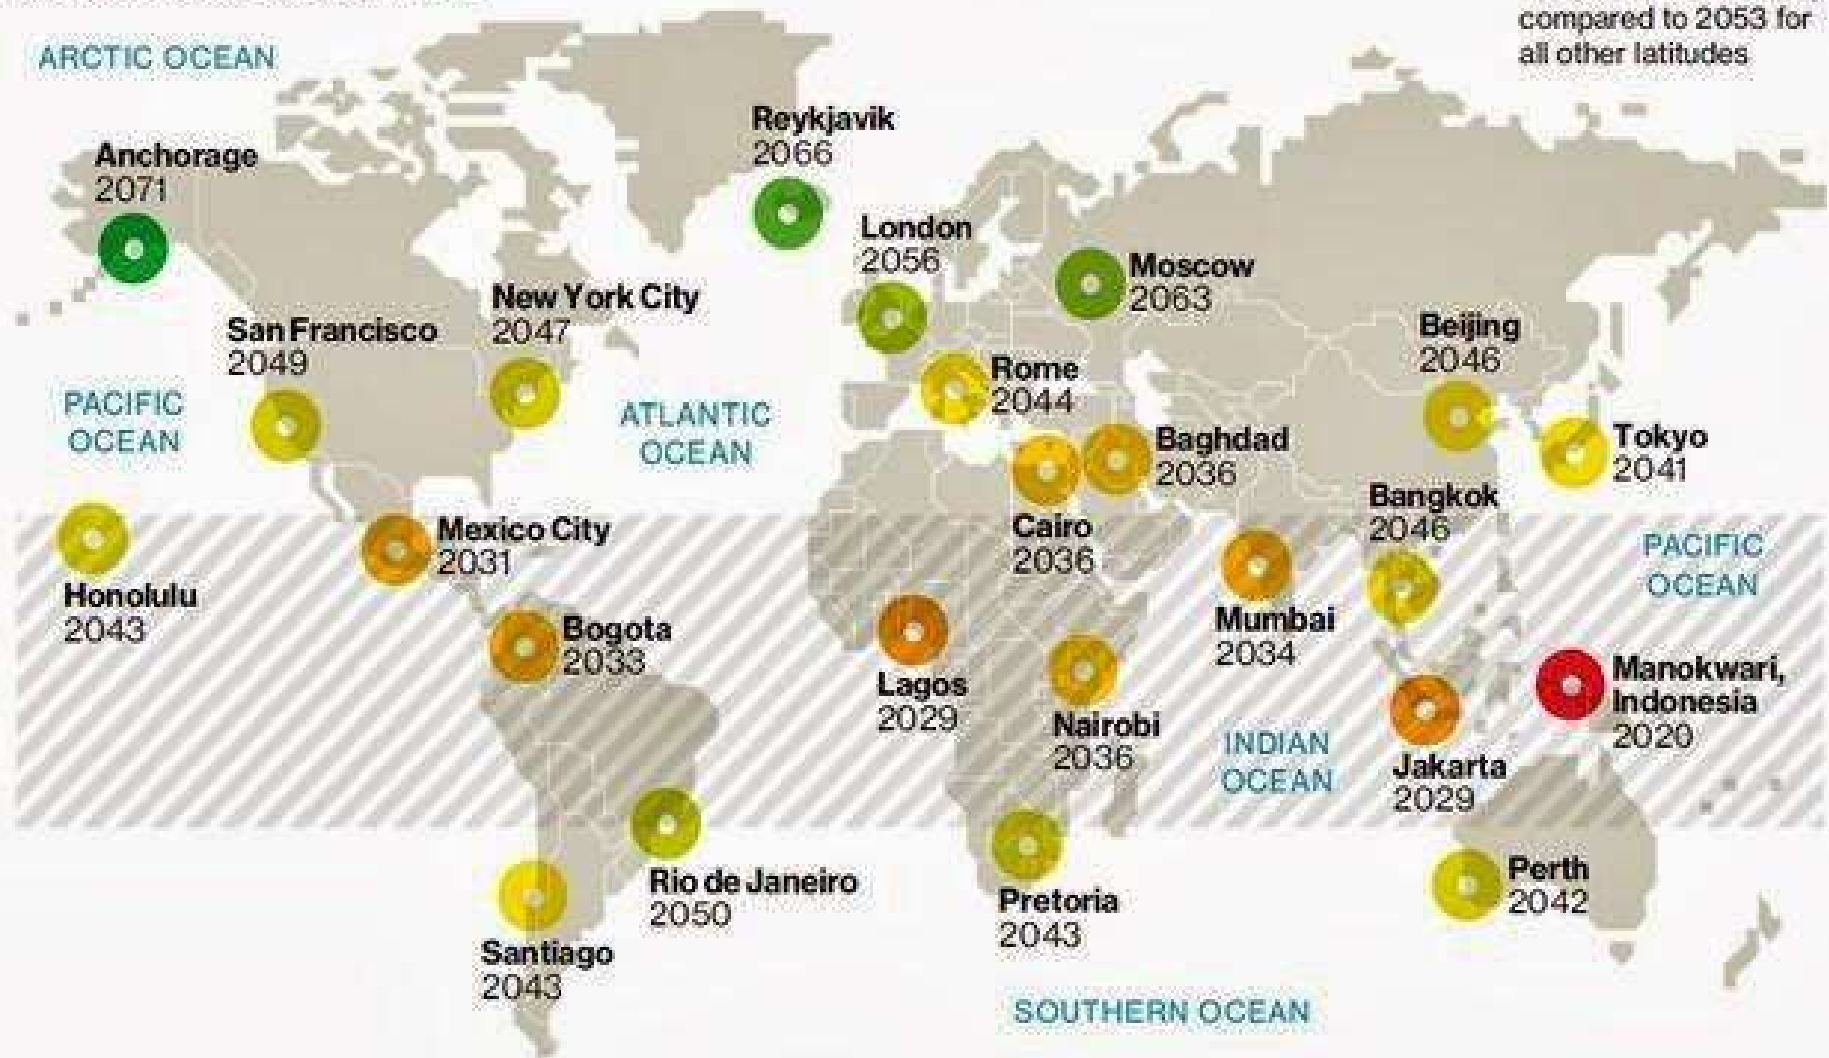 compared to 2053 for
all other latitudes
ARCTIC OCEAN
Reykjavik
2066
Anchorage
2071
London
2056
Moscow
2063
New York City
2047
San Francisco
2049
Beijing
2046
Rome
2044
PACIFIC
OCEAN
ATLANTIC
OCEAN
Baghdad
2036
Tokyo
2041
Bangkok
2046
Cairo
2036
Mexico City
2031
PACIFIC
OCEAN
Honolulu
2043
Mumbai
2034
Bogota
2033
Lagos
2029
Manokwari,
Indonesia
2020
Nairobi
2036
INDIAN
OCEAN
Jakarta
2029
Rio de Janeiro
2050
Perth
2042
Pretoria
2043
Santiago
2043
SOUTHERN OCEAN